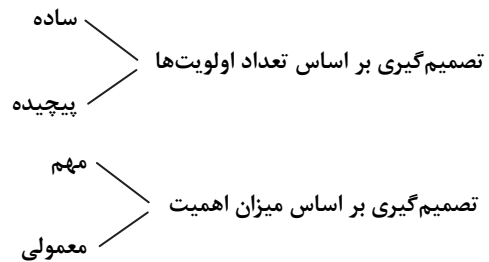 ساده
تصمیم‌گیری بر اساس تعداد اولویت‌ها
پیچیده
مهم
تصمیم‌گیری بر اساس میزان اهمیت
معمولی